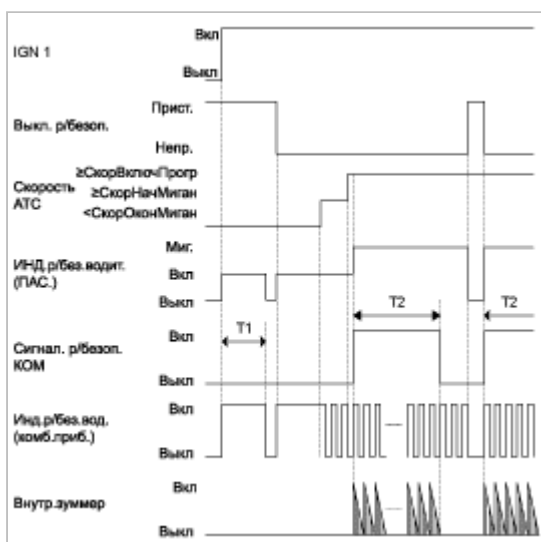 Вкл
IGN 1
Выкл
Прист.
Выкл. р/безоп.
Непр.
≥СкорВключПрогр
Скорость
АТС
≥СкорНачМиган
<СкорОконМиган
Миг.
ИНД.р/без.водит.
(ПАС.)
Вкл
Выкл
T2
T2
T1
Вкл
Сигнал. р/безоп.
КОМ
Выкл
Вкл
Инд.р/без.вод.
(комб.приб.)
Выкл
Вкл
Внутр.зуммер
Выкл